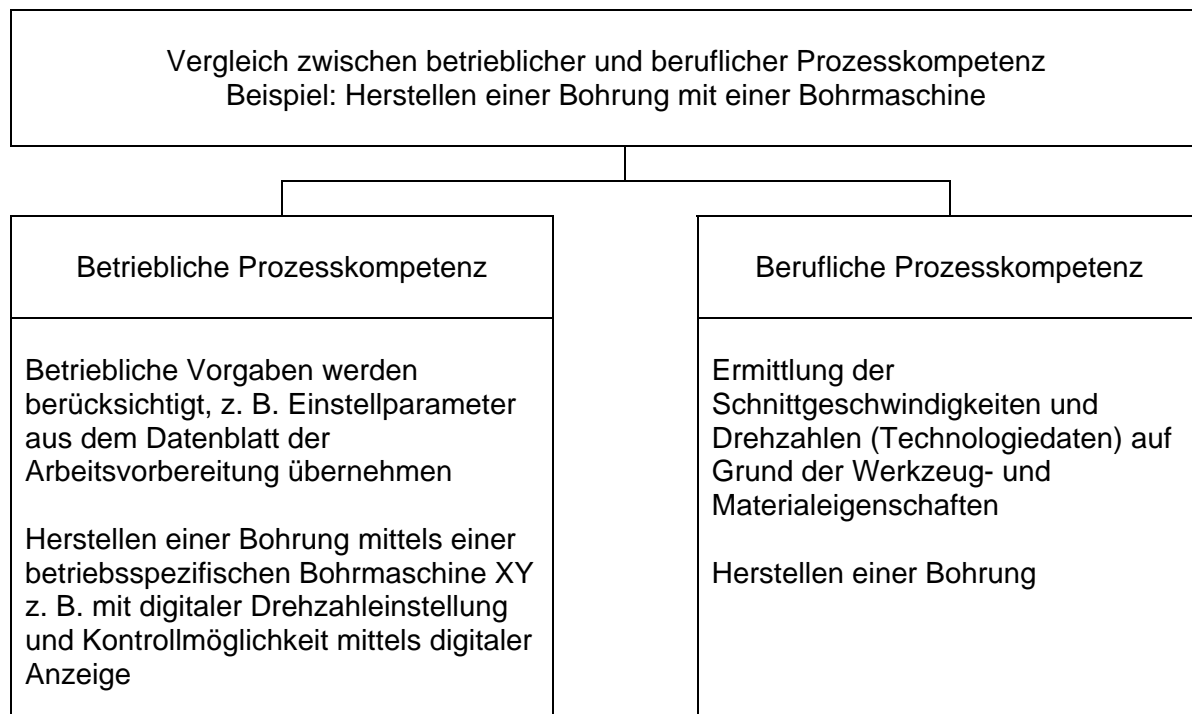 Vergleich zwischen betrieblicher und beruflicher Prozesskompetenz
Beispiel: Herstellen einer Bohrung mit einer Bohrmaschine
Betriebliche Prozesskompetenz
Betriebliche Vorgaben werden
berücksichtigt, z. B. Einstellparameter
aus dem Datenblatt der
Arbeitsvorbereitung übernehmen
Herstellen einer Bohrung mittels einer
betriebsspezifischen Bohrmaschine XY
z. B. mit digitaler Drehzahleinstellung
und Kontrollmöglichkeit mittels digitaler
Anzeige
Berufliche Prozesskompetenz
Ermittlung der
Schnittgeschwindigkeiten und
Drehzahlen (Technologiedaten) auf
Grund der Werkzeug- und
Materialeigenschaften
Herstellen einer Bohrung